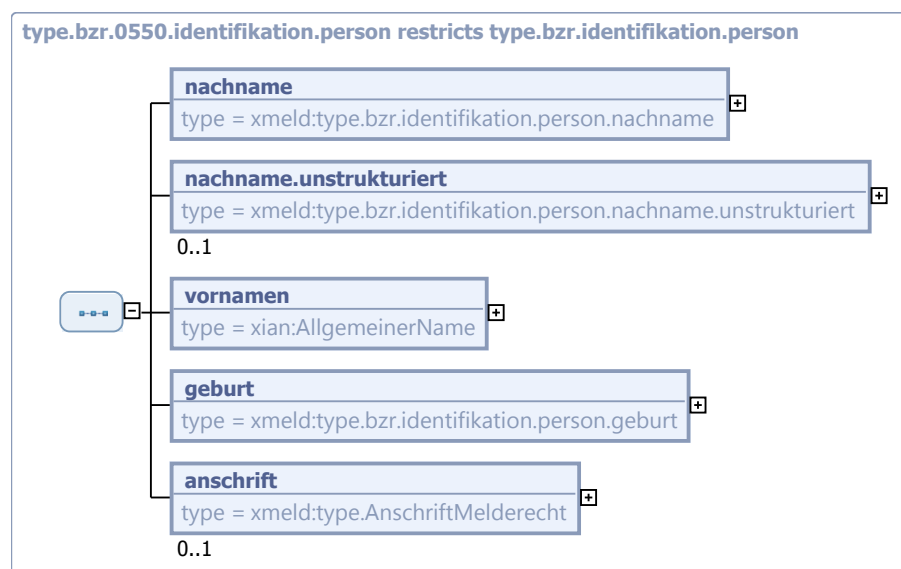 type.bzr.0550.identifikation.person restricts type.bzr.identifikation.person
nachname
type = xmeld:type.bzr.identifikation.person.nachname
nachname.unstrukturiert
type = xmeld:type.bzr.identifikation.person.nachname.unstrukturiert
0..1
vornamen
type = xian:AllgemeinerName
geburt
type = xmeld:type.bzr.identifikation.person.geburt
anschrift
type = xmeld:type.AnschriftMelderecht
0..1